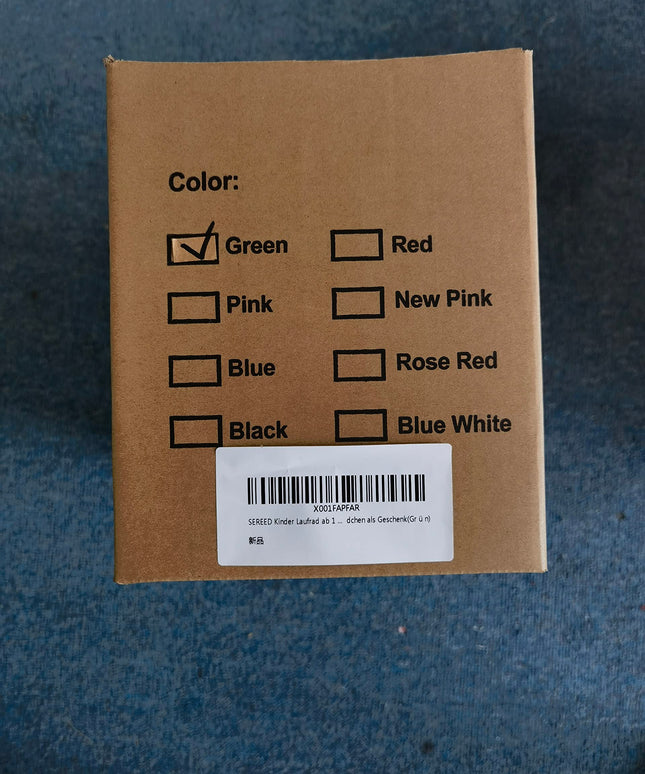 Color:
Green Red
Pink New Pink
Blue Rose Red
Black Blue White
X001FAPFAR
SEREED Kinder Laufrad ab 1 ... dchen als Geschenk(Gr ü n)
新品